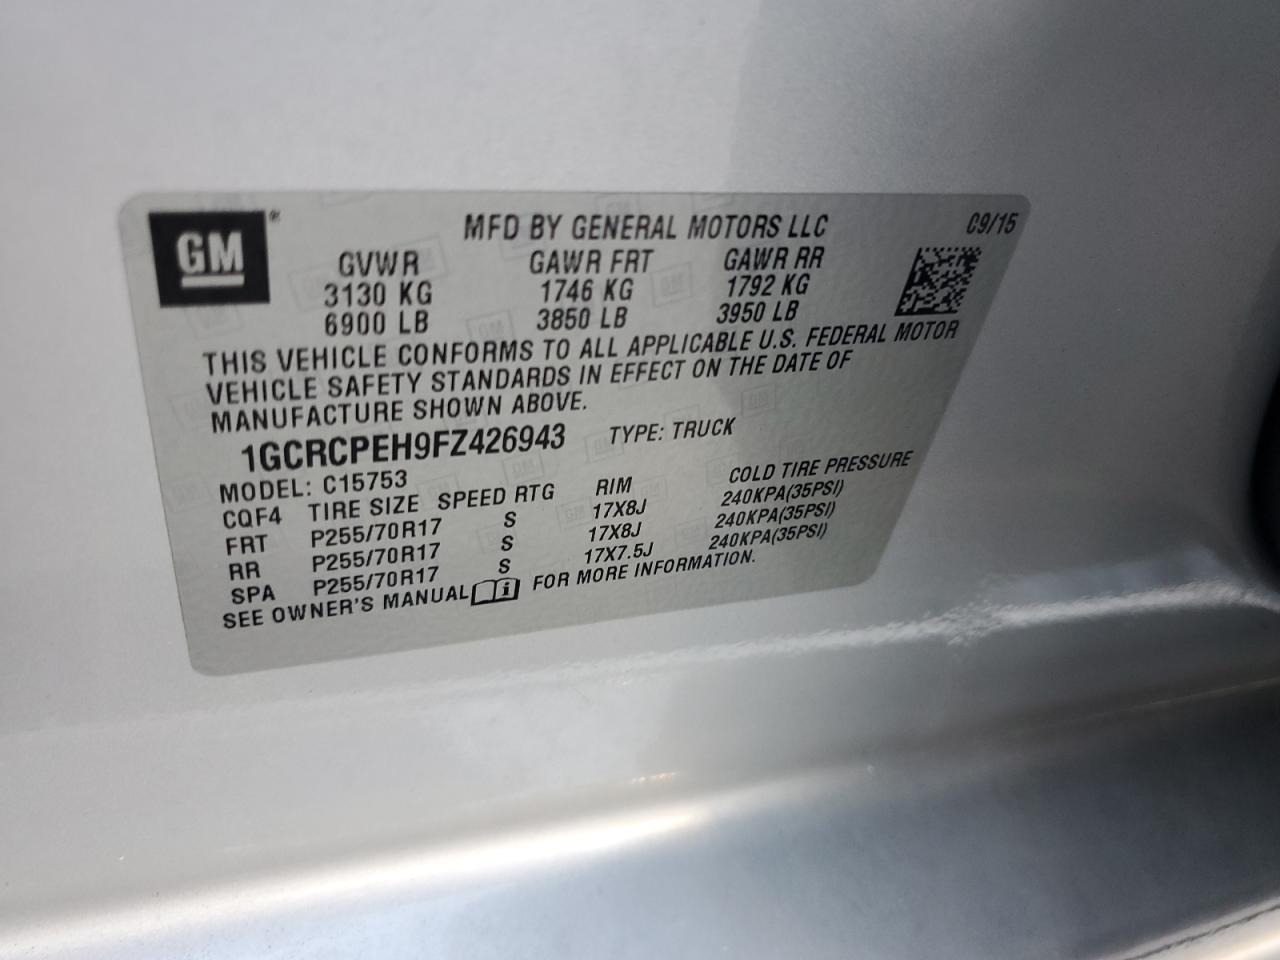 GM®
MFD BY GENERAL MOTORS LLC 09/15
GVWR GAWR FRT GAWR RR
3130 KG 1746 KG 1792 KG
6900 LB 3850 LB 3950 LB
THIS VEHICLE CONFORMS TO ALL APPLICABLE U.S. FEDERAL MOTOR
VEHICLE SAFETY STANDARDS IN EFFECT ON THE DATE OF
MANUFACTURE SHOWN ABOVE.
1GCRCPEH9FZ426943 TYPE: TRUCK
MODEL: C15753
CQF4 TIRE SIZE SPEED RTG RIM COLD TIRE PRESSURE
FRT P255/70R17 S 17X8J 240KPA(35PSI)
RR P255/70R17 S 17X8J 240KPA(35PSI)
SPA P255/70R17 S 17X7.5J 240KPA(35PSI)
SEE OWNER'S MANUAL i FOR MORE INFORMATION.